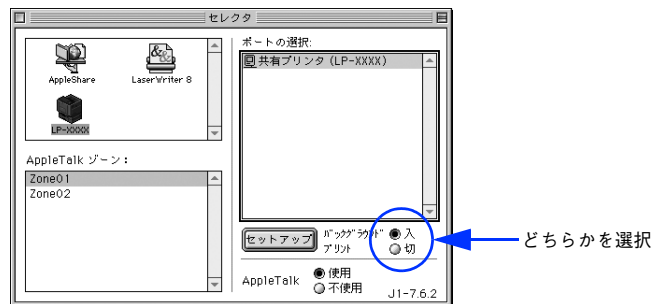 セレクタ
AppleShare
LaserWriter 8
LP-XXXX
AppleTalk ゾーン：
Zone01
Zone02
ポートの選択:
共有プリンタ（LP-XXXX）
セットアップ
ﾊﾞｯｸｸﾞﾗｳﾝﾄﾞ 入
ﾌﾟﾘﾝﾄ 切
AppleTalk 使用
不使用
J1-7.6.2
どちらかを選択